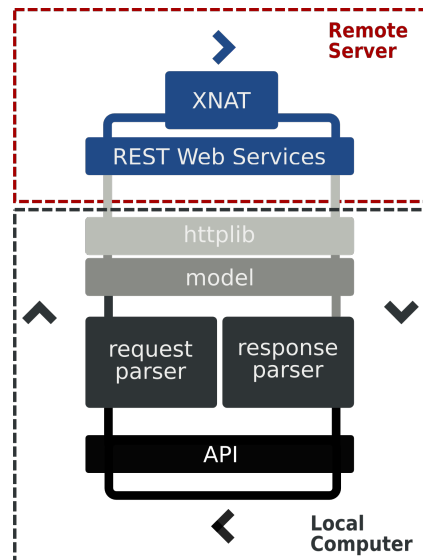 Remote
Server
XNAT
REST Web Services
httplib
model
request
parser
response
parser
API
Local
Computer